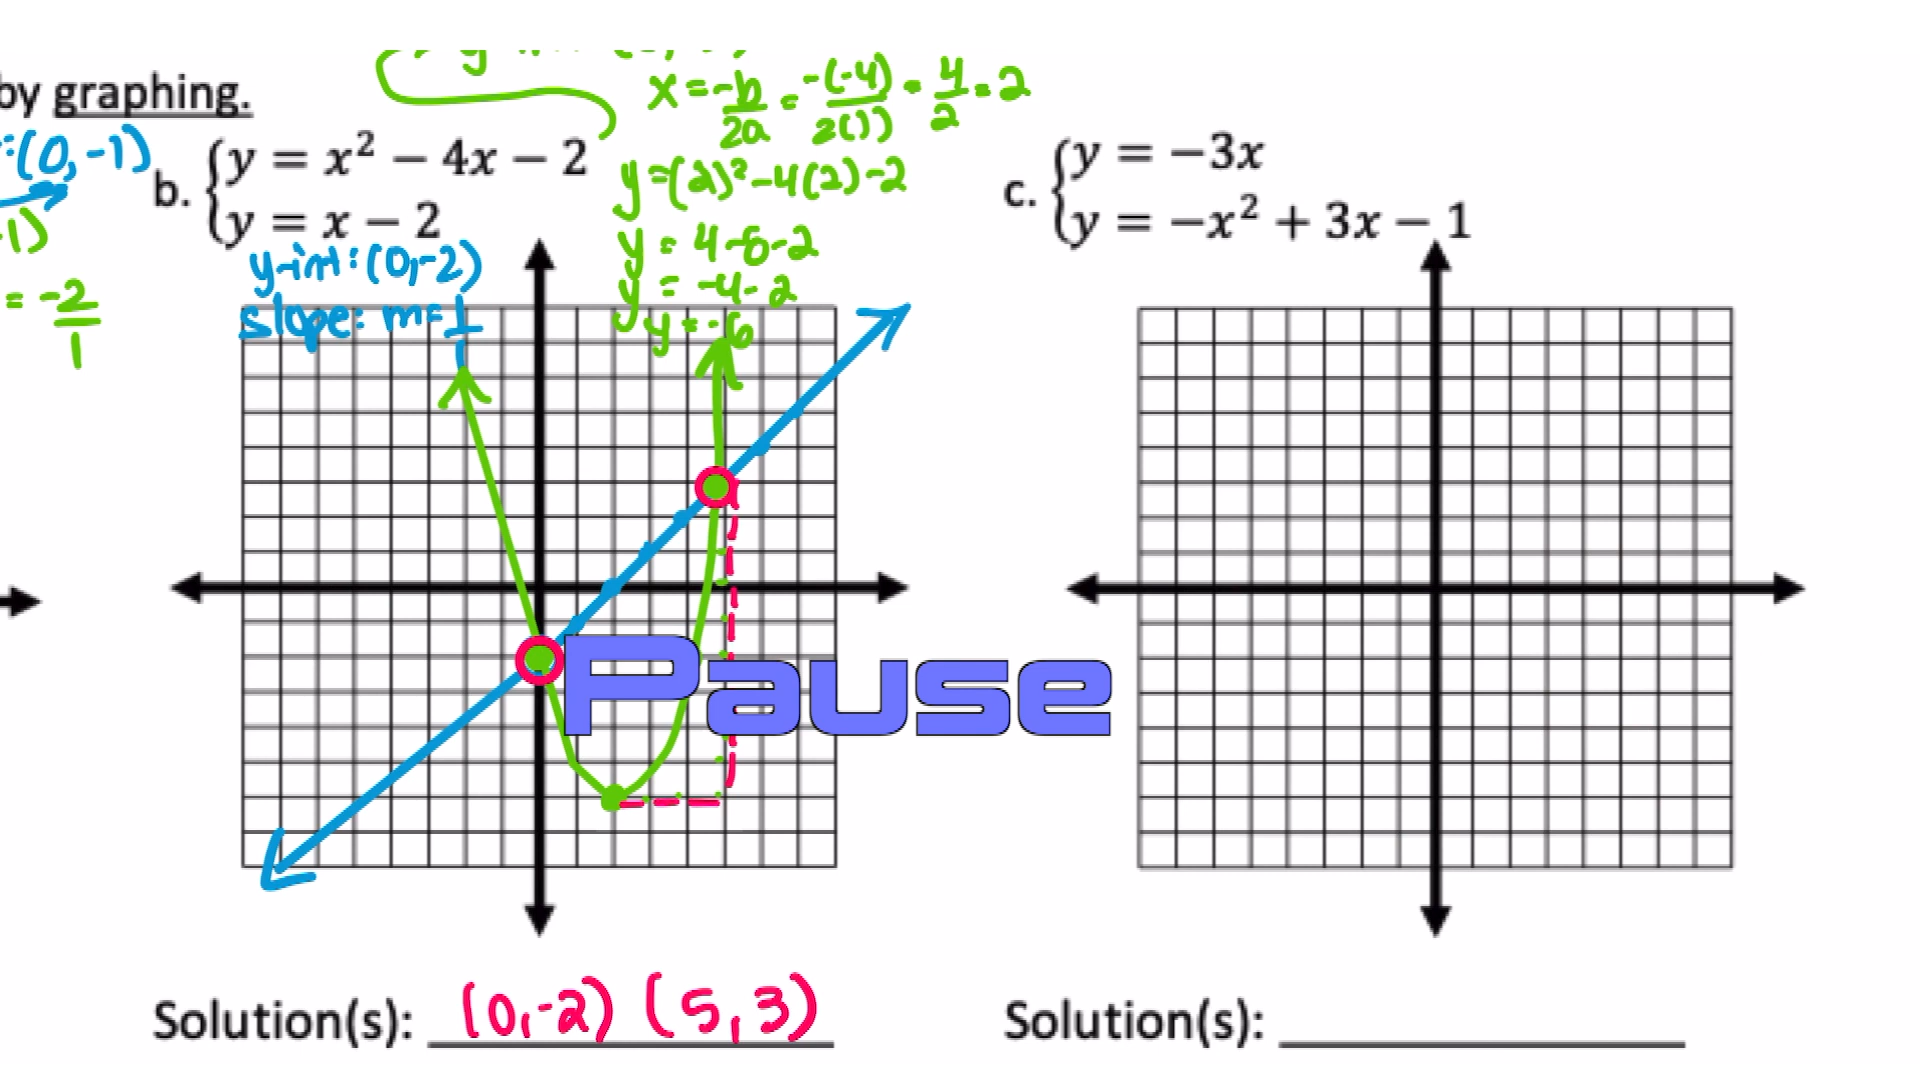 by graphing.
:(0,-1)
-1)
= -2/1
x = -b/2a = -(-4)/2(1) = 4/2 = 2
b. {y = x² − 4x − 2
{y = x − 2
y=(2)²-4(2)-2
y = 4-8-2
y = -4-2
y = -6
y-int:(0,-2)
slope: m=1/1
Pause
Solution(s): (0,-2) (5,3)
c. {y = −3x
{y = −x² + 3x − 1
Solution(s):